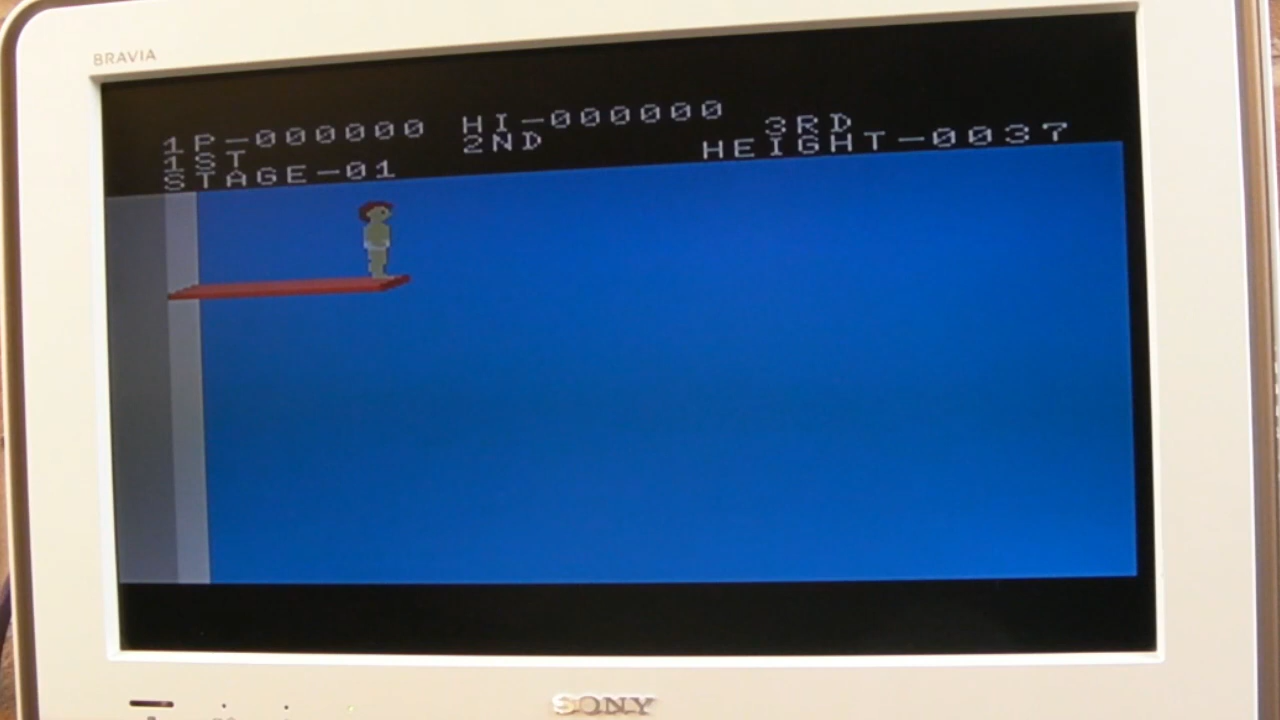 BRAVIA
1P-000000 HI-000000
1ST 2ND 3RD
STAGE-01 HEIGHT-0037
SONY